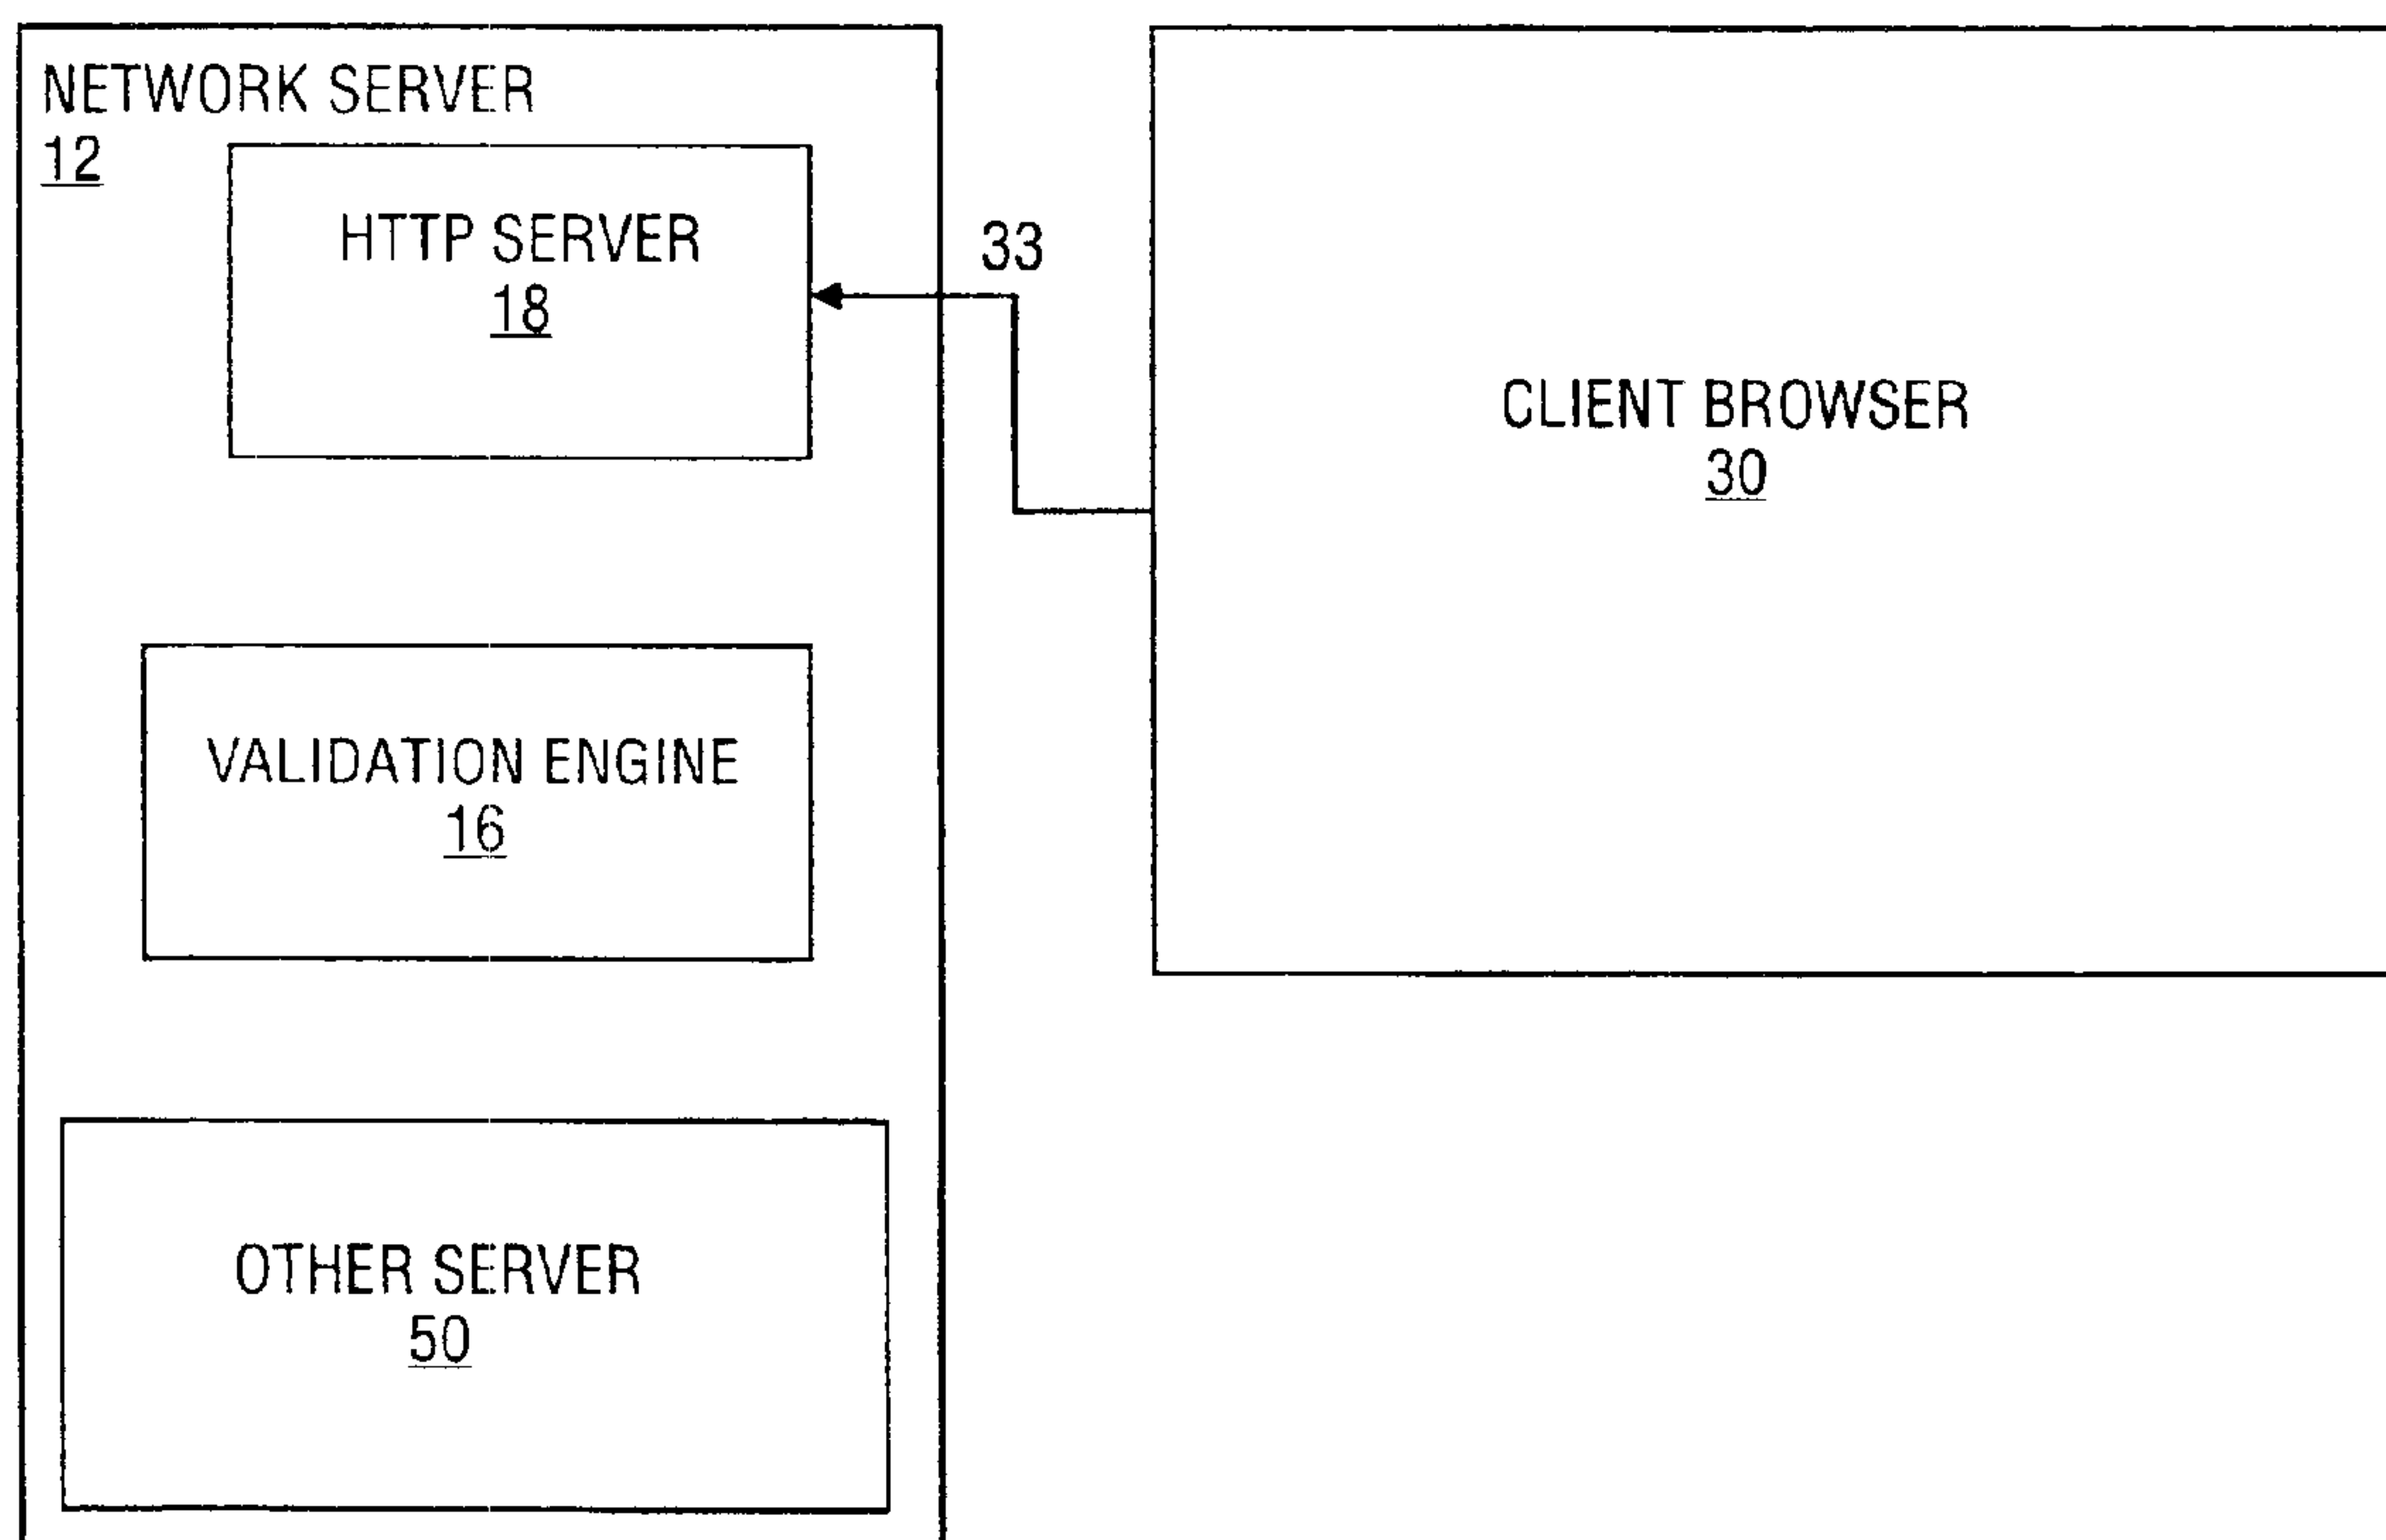 NETWORK SERVER
12
HTTP SERVER
18
33
CLIENT BROWSER
30
VALIDATION ENGINE
16
OTHER SERVER
50